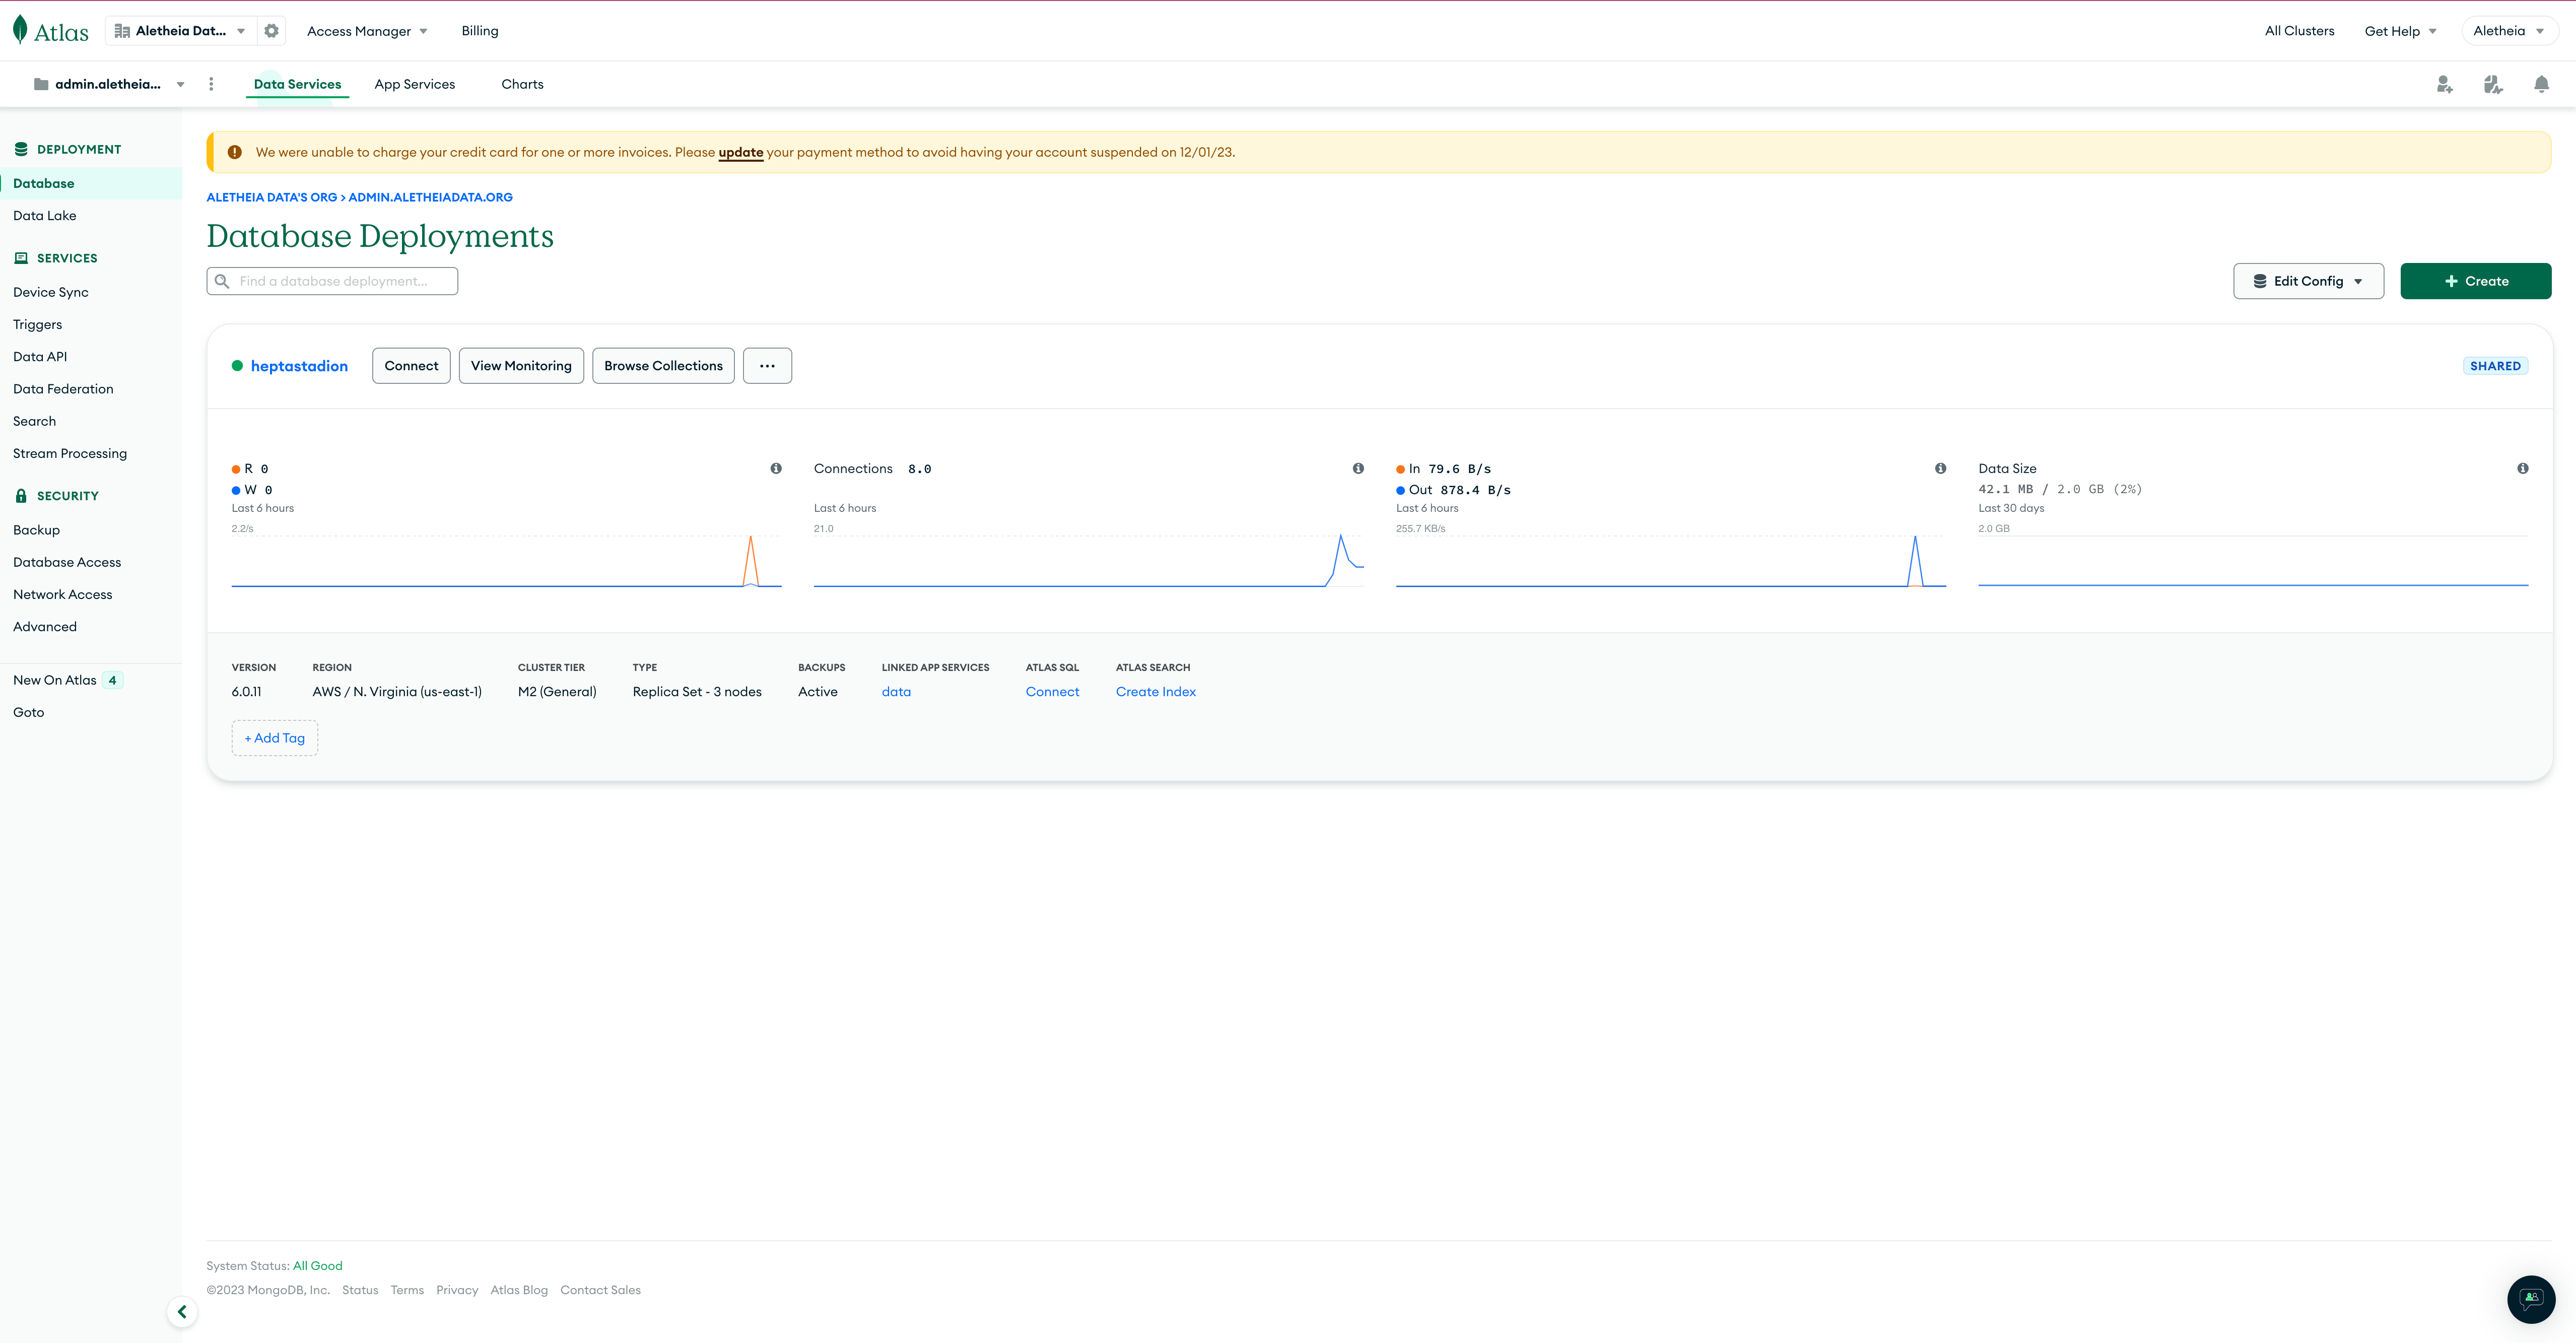 Atlas
Aletheia Dat...
Access Manager
Billing
All Clusters
Get Help
Aletheia
admin.aletheia...
Data Services
App Services
Charts
DEPLOYMENT
Database
Data Lake
SERVICES
Device Sync
Triggers
Data API
Data Federation
Search
Stream Processing
SECURITY
Backup
Database Access
Network Access
Advanced
New On Atlas 4
Goto
We were unable to charge your credit card for one or more invoices. Please update your payment method to avoid having your account suspended on 12/01/23.
ALETHEIA DATA'S ORG > ADMIN.ALETHEIADATA.ORG
Database Deployments
Find a database deployment...
Edit Config
+ Create
heptastadion
Connect
View Monitoring
Browse Collections
...
SHARED
R 0
W 0
Last 6 hours
2.2/s
Connections 8.0
Last 6 hours
21.0
In 79.6 B/s
Out 878.4 B/s
Last 6 hours
255.7 KB/s
Data Size
42.1 MB / 2.0 GB (2%)
Last 30 days
2.0 GB
VERSION
6.0.11
REGION
AWS / N. Virginia (us-east-1)
CLUSTER TIER
M2 (General)
TYPE
Replica Set - 3 nodes
BACKUPS
Active
LINKED APP SERVICES
data
ATLAS SQL
Connect
ATLAS SEARCH
Create Index
+ Add Tag
System Status: All Good
©2023 MongoDB, Inc. Status Terms Privacy Atlas Blog Contact Sales